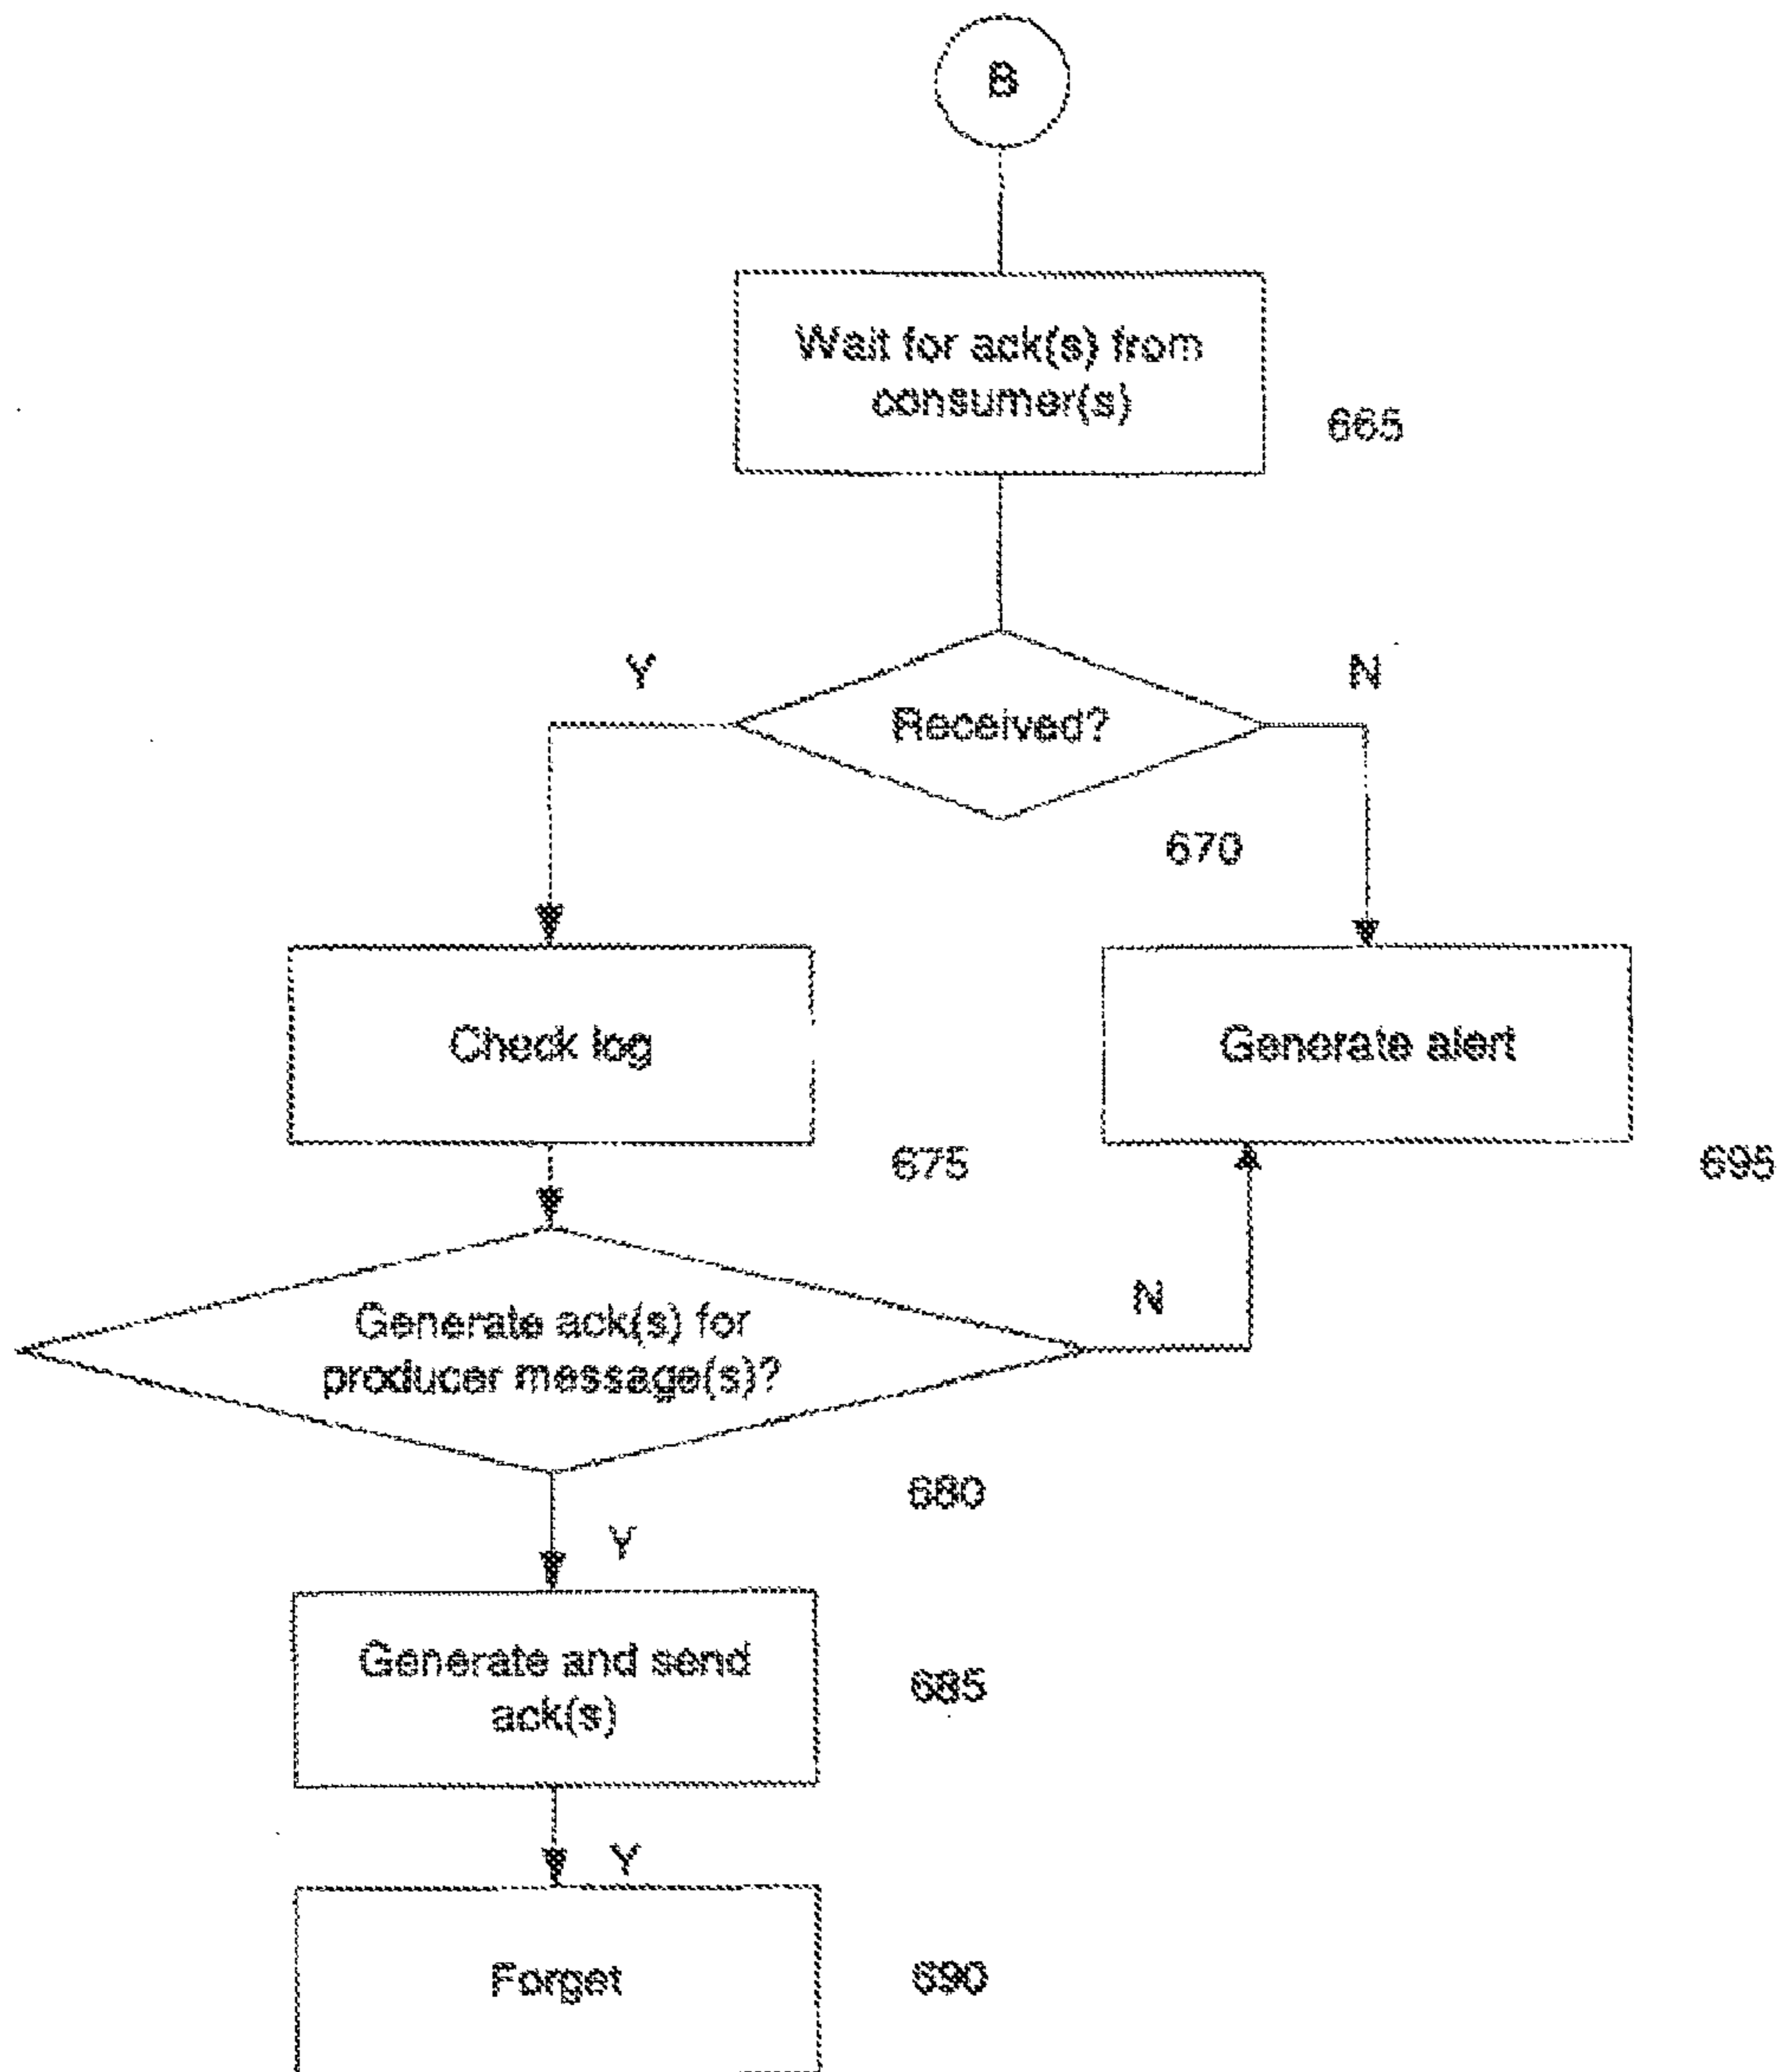 B
Wait for ack(s) from
consumer(s)
665
Y
N
Received?
670
Check log
Generate alert
675
695
Generate ack(s) for
producer message(s)?
N
680
Y
Generate and send
ack(s)
685
Y
Forget
690